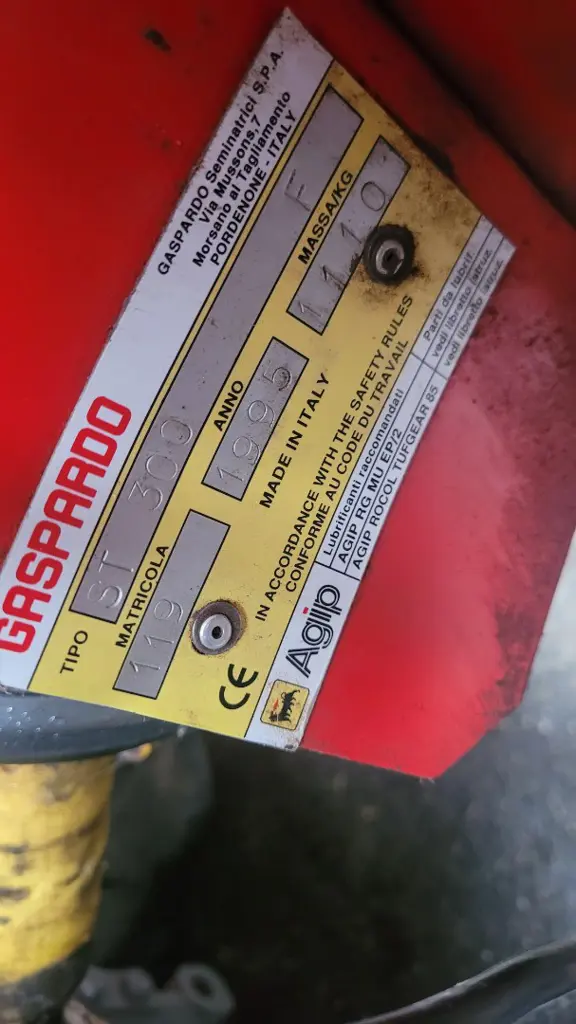 GASPARDO
GASPARDO Seminatrici S.P.A.
Via Mussons,7
Morsano al Tagliamento
PORDENONE - ITALY
TIPO ST 300 F
MATRICOLA ANNO MASSA/KG
119 1995 1110
MADE IN ITALY
IN ACCORDANCE WITH THE SAFETY RULES
CONFORME AU CODE DU TRAVAIL
CE
Agip
Lubrificanti raccomandati
AGIP RG MU EP/2
AGIP ROCOL TUFGEAR 85
Parti da lubrif.
vedi libretto istruz.
vedi libretto istruz.